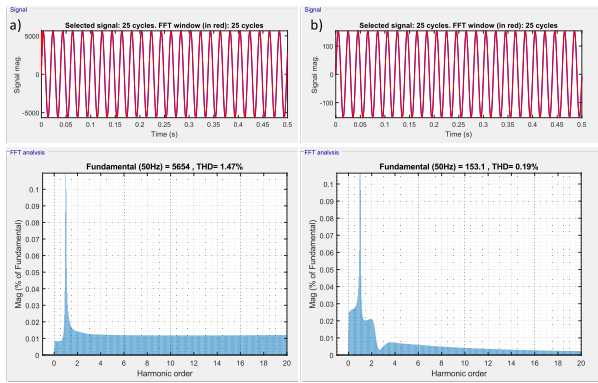 Signal
a)
Selected signal: 25 cycles. FFT window (in red): 25 cycles
5000
0
-5000
Signal mag.
0 0.05 0.1 0.15 0.2 0.25 0.3 0.35 0.4 0.45 0.5
Time (s)
FFT analysis
Fundamental (50Hz) = 5654 , THD= 1.47%
0.1
0.09
0.08
0.07
0.06
0.05
0.04
0.03
0.02
0.01
0
Mag (% of Fundamental)
0 2 4 6 8 10 12 14 16 18 20
Harmonic order
Signal
b)
Selected signal: 25 cycles. FFT window (in red): 25 cycles
100
0
-100
Signal mag.
0 0.05 0.1 0.15 0.2 0.25 0.3 0.35 0.4 0.45 0.5
Time (s)
FFT analysis
Fundamental (50Hz) = 153.1 , THD= 0.19%
0.1
0.09
0.08
0.07
0.06
0.05
0.04
0.03
0.02
0.01
0
Mag (% of Fundamental)
0 2 4 6 8 10 12 14 16 18 20
Harmonic order